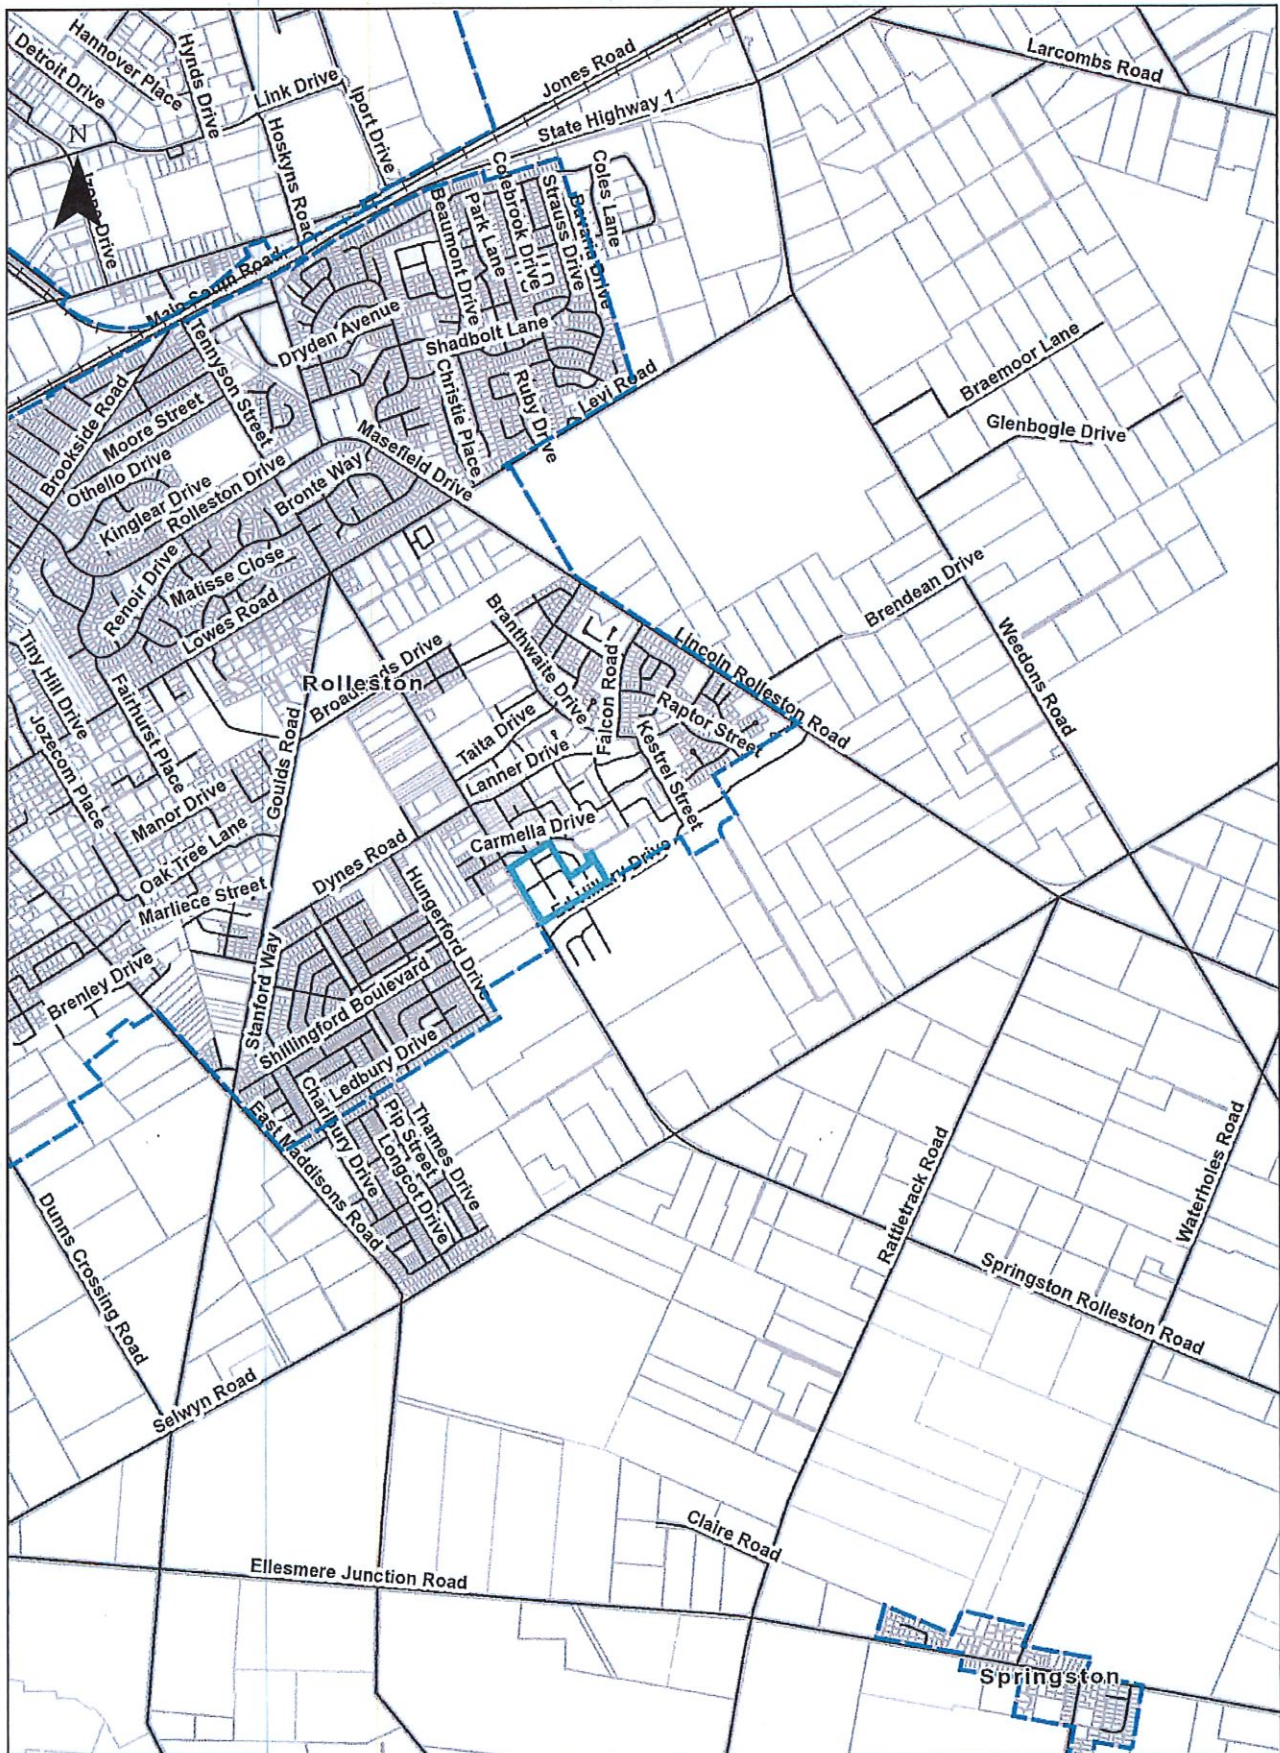 Detroit Drive
Hannover Place
Hynds Drive
Link Drive
Iport Drive
Jones Road
State Highway 1
Larcombs Road
N
Hoskyns Road
Izone Drive
Main South Road
Beaumont Drive
Park Lane
Colebrook Drive
Strauss Drive
Bavaria Drive
Coles Lane
Dryden Avenue
Shadbolt Lane
Tennyson Street
Christie Place
Ruby Drive
Levi Road
Braemoor Lane
Glenbogle Drive
Brookside Road
Moore Street
Othello Drive
Kinglear Drive
Rolleston Drive
Bronte Way
Masefield Drive
Renoir Drive
Matisse Close
Lowes Road
Brendean Drive
Weedons Road
Tiny Hill Drive
Jozecom Place
Fairhurst Place
Rolleston
Broadlands Drive
Branthwaite Drive
Falcon Road
Lincoln Rolleston Road
Raptor Street
Kestrel Street
Taita Drive
Lanner Drive
Goulds Road
Manor Drive
Oak Tree Lane
Marliece Street
Dynes Road
Carmella Drive
Ed Hillary Drive
Hungerford Drive
Brenley Drive
Stanford Way
Shillingford Boulevard
Ledbury Drive
Charlbury Drive
East Maddisons Road
Pip Street
Longcot Drive
Thames Drive
Dunns Crossing Road
Selwyn Road
Rattletrack Road
Waterholes Road
Springston Rolleston Road
Claire Road
Ellesmere Junction Road
Springston